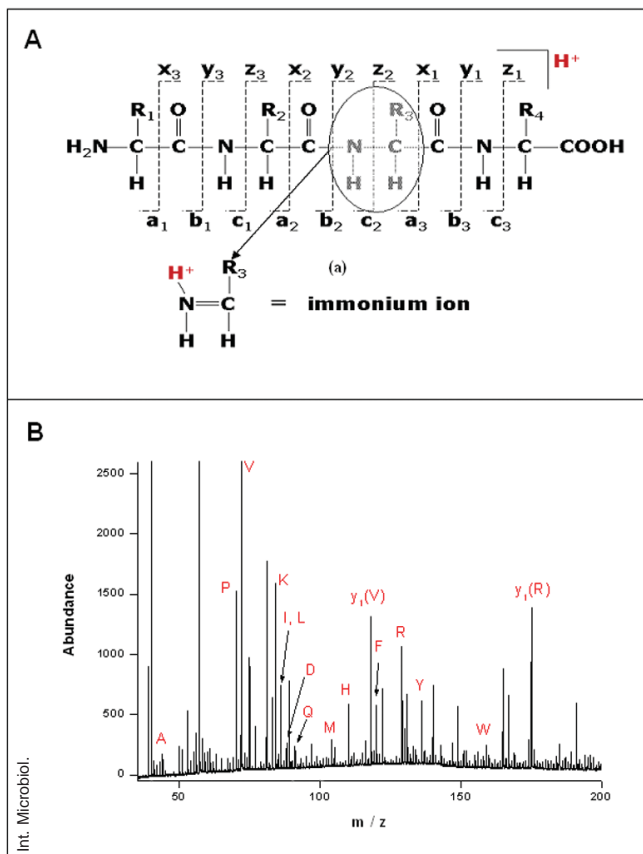 A
H+
x3 y3 z3 x2 y2 z2 x1 y1 z1
R1 O R2 O R3 O R4
H2N C C N C C N C C N C COOH
H H H H H H H
a1 b1 c1 a2 b2 c2 a3 b3 c3
(a)
H+ R3
N C = immonium ion
H H
B
Abundance
2500
2000
1500
1000
500
0
V
P
K
I, L
D
Q
A
M
H
y1(V)
F
R
Y
W
y1(R)
50 100 150 200
m / z
Int. Microbiol.